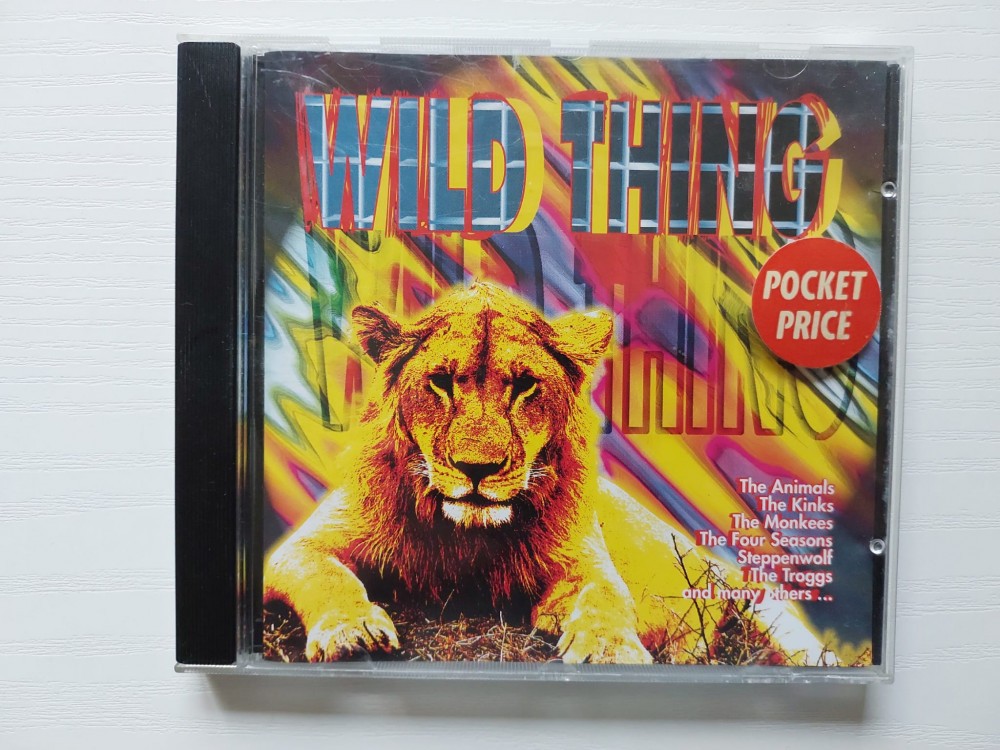 WILD THING
POCKET
PRICE
The Animals
The Kinks
The Monkees
The Four Seasons
Steppenwolf
The Troggs
and many others ...